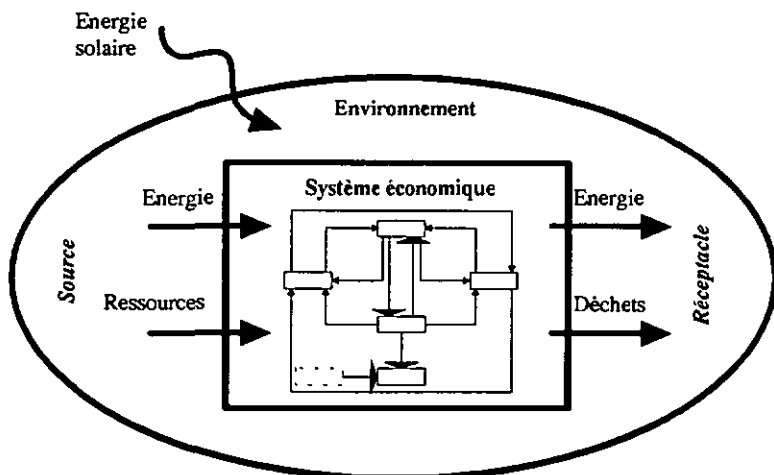 Energie
solaire
Environnement
Système économique
Energie
Energie
Source
Réceptacle
Ressources
Déchets